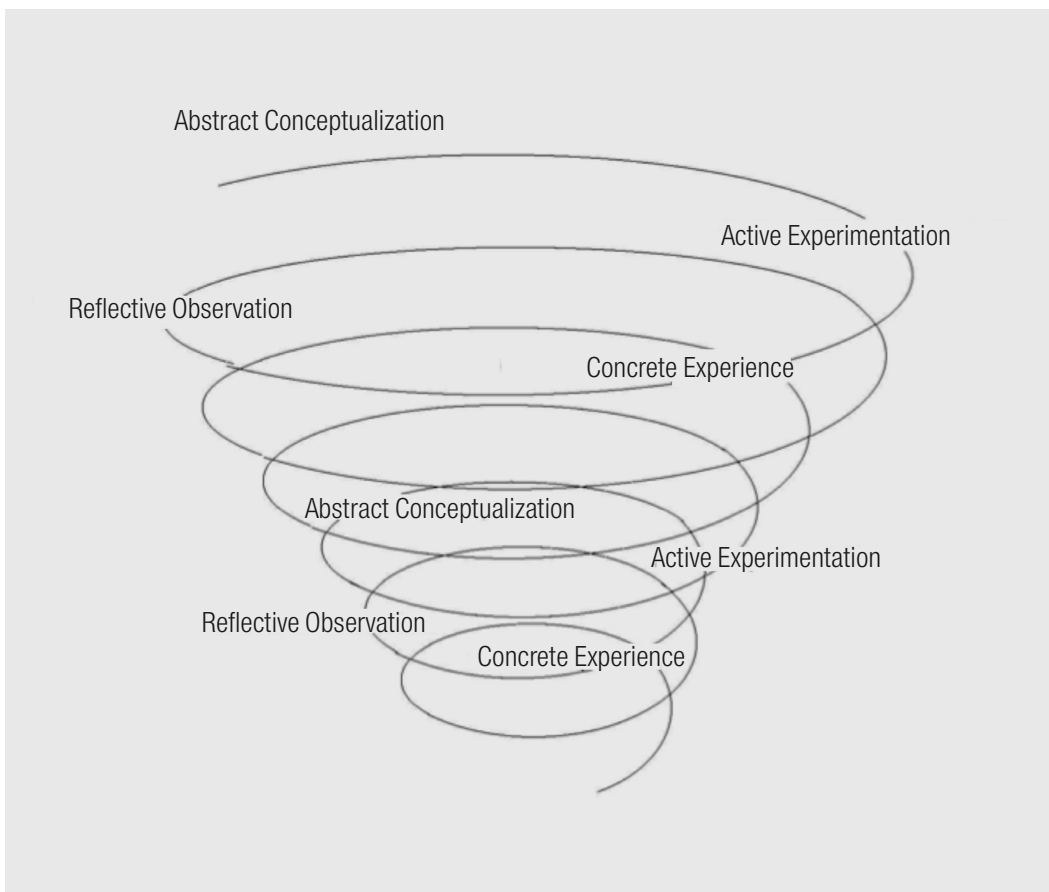 Abstract Conceptualization
Active Experimentation
Reflective Observation
Concrete Experience
Abstract Conceptualization
Active Experimentation
Reflective Observation
Concrete Experience